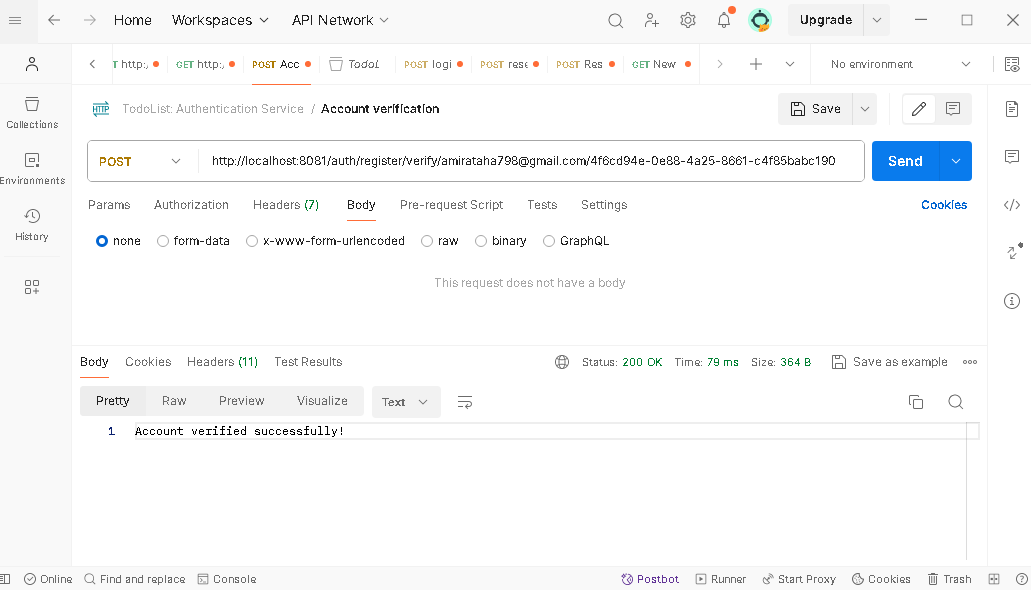 Home Workspaces API Network Upgrade
T http:, GET http:, POST Acc TodoL POST logi POST rese POST Res GET New No environment
HTTP TodoList: Authentication Service / Account verification Save
Collections
Environments
History
POST http://localhost:8081/auth/register/verify/amirataha798@gmail.com/4f6cd94e-0e88-4a25-8661-c4f85babc190 Send
Params Authorization Headers (7) Body Pre-request Script Tests Settings Cookies
none form-data x-www-form-urlencoded raw binary GraphQL
This request does not have a body
Body Cookies Headers (11) Test Results Status: 200 OK Time: 79 ms Size: 364 B Save as example
Pretty Raw Preview Visualize Text
1 Account verified successfully!
Online Find and replace Console Postbot Runner Start Proxy Cookies Trash